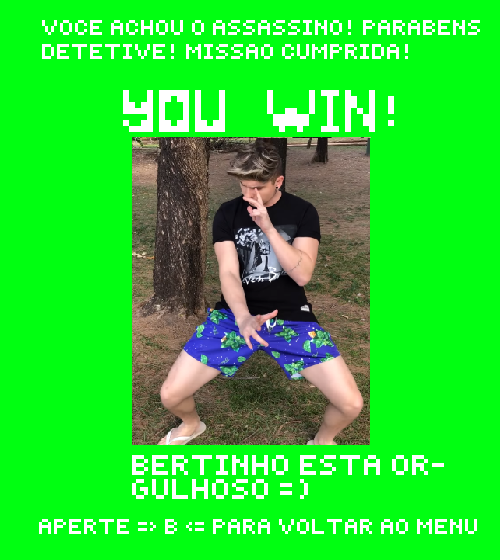 VOCE ACHOU O ASSASSINO! PARABENS
DETETIVE! MISSAO CUMPRIDA!
YOU WIN!
BERTINHO ESTA OR-
GULHOSO =)
APERTE => B <= PARA VOLTAR AO MENU